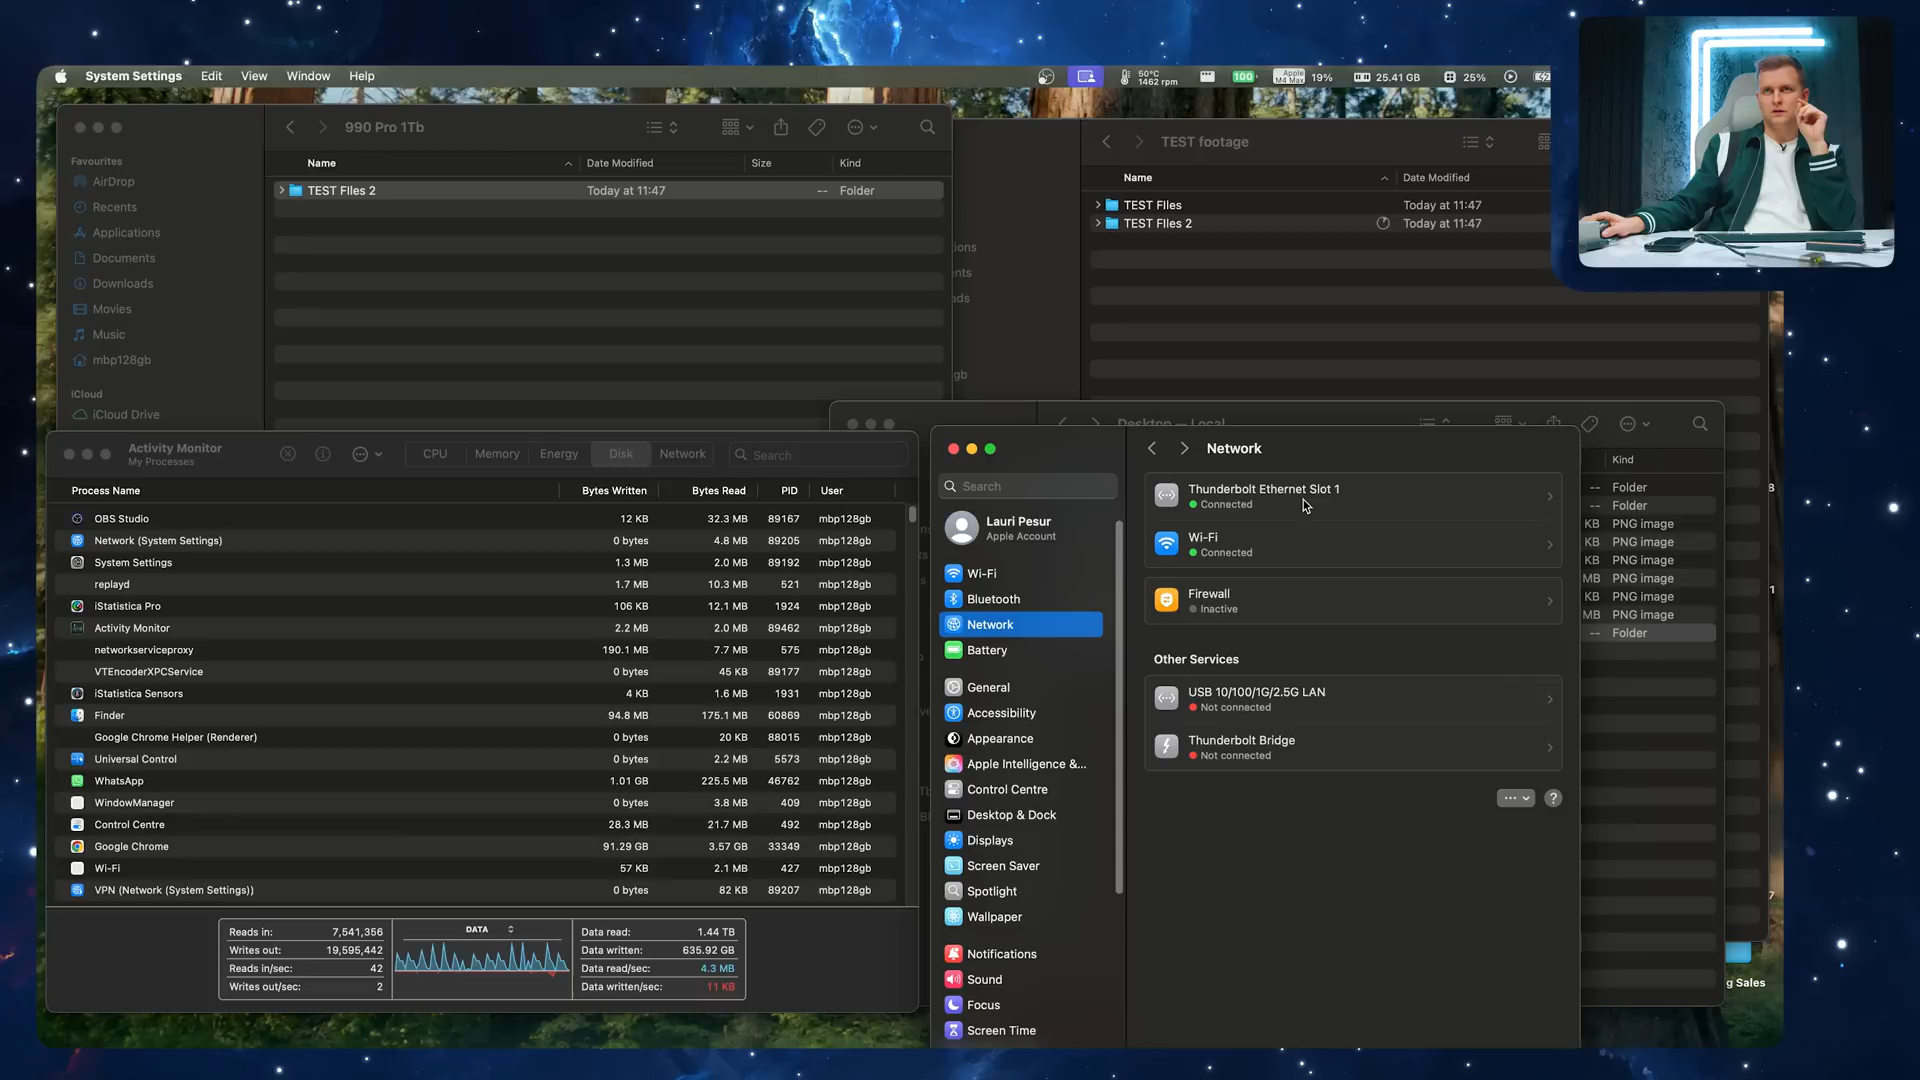 System Settings Edit View Window Help
50°C
1462 rpm
100
Apple
M4 Max
19%
25.41 GB
25%
990 Pro 1Tb
Favourites
AirDrop
Recents
Applications
Documents
Downloads
Movies
Music
mbp128gb
iCloud
iCloud Drive
Name Date Modified Size Kind
TEST FIles 2 Today at 11:47 -- Folder
TEST footage
Name Date Modified
TEST FIles Today at 11:47
TEST FIles 2 Today at 11:47
ions
ents
ads
gb
Desktop — Local
Kind
-- Folder
-- Folder
KB PNG image
KB PNG image
KB PNG image
MB PNG image
KB PNG image
MB PNG image
-- Folder
g Sales
Activity Monitor
My Processes
CPU Memory Energy Disk Network
Search
Process Name Bytes Written Bytes Read PID User
OBS Studio 12 KB 32.3 MB 89167 mbp128gb
Network (System Settings) 0 bytes 4.8 MB 89205 mbp128gb
System Settings 1.3 MB 2.0 MB 89192 mbp128gb
replayd 1.7 MB 10.3 MB 521 mbp128gb
iStatistica Pro 106 KB 12.1 MB 1924 mbp128gb
Activity Monitor 2.2 MB 2.0 MB 89462 mbp128gb
networkserviceproxy 190.1 MB 7.7 MB 575 mbp128gb
VTEncoderXPCService 0 bytes 45 KB 89177 mbp128gb
iStatistica Sensors 4 KB 1.6 MB 1931 mbp128gb
Finder 94.8 MB 175.1 MB 60869 mbp128gb
Google Chrome Helper (Renderer) 0 bytes 20 KB 88015 mbp128gb
Universal Control 0 bytes 2.2 MB 5573 mbp128gb
WhatsApp 1.01 GB 225.5 MB 46762 mbp128gb
WindowManager 0 bytes 3.8 MB 409 mbp128gb
Control Centre 28.3 MB 21.7 MB 492 mbp128gb
Google Chrome 91.29 GB 3.57 GB 33349 mbp128gb
Wi-Fi 57 KB 2.1 MB 427 mbp128gb
VPN (Network (System Settings)) 0 bytes 82 KB 89207 mbp128gb
Reads in: 7,541,356
Writes out: 19,595,442
Reads in/sec: 42
Writes out/sec: 2
DATA
Data read: 1.44 TB
Data written: 635.92 GB
Data read/sec: 4.3 MB
Data written/sec: 11 KB
Search
Lauri Pesur
Apple Account
Wi-Fi
Bluetooth
Network
Battery
General
Accessibility
Appearance
Apple Intelligence &...
Control Centre
Desktop & Dock
Displays
Screen Saver
Spotlight
Wallpaper
Notifications
Sound
Focus
Screen Time
Network
Thunderbolt Ethernet Slot 1
Connected
Wi-Fi
Connected
Firewall
Inactive
Other Services
USB 10/100/1G/2.5G LAN
Not connected
Thunderbolt Bridge
Not connected
?